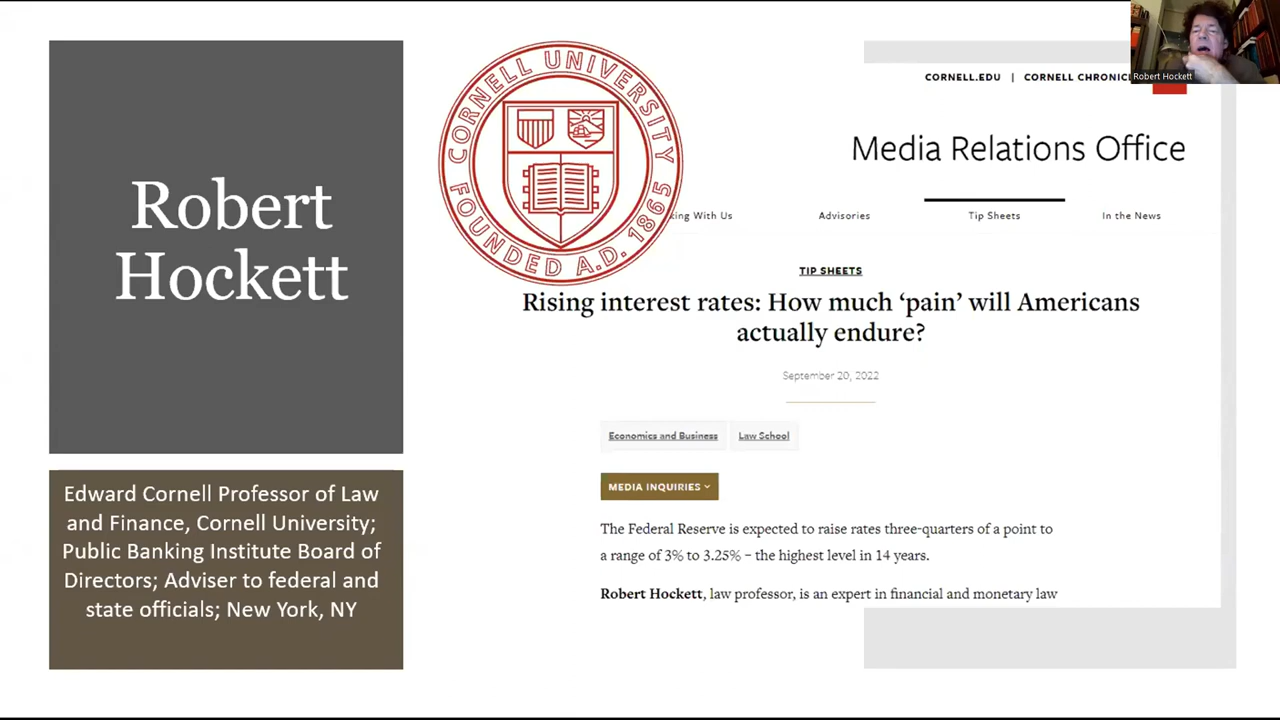 Robert
Hockett
Edward Cornell Professor of Law
and Finance, Cornell University;
Public Banking Institute Board of
Directors; Adviser to federal and
state officials; New York, NY
CORNELL UNIVERSITY
FOUNDED A.D. 1865
Robert Hockett
CORNELL.EDU | CORNELL CHRONIC
Media Relations Office
king With Us Advisories Tip Sheets In the News
TIP SHEETS
Rising interest rates: How much ‘pain’ will Americans
actually endure?
September 20, 2022
Economics and Business Law School
MEDIA INQUIRIES
The Federal Reserve is expected to raise rates three-quarters of a point to
a range of 3% to 3.25% – the highest level in 14 years.
Robert Hockett, law professor, is an expert in financial and monetary law